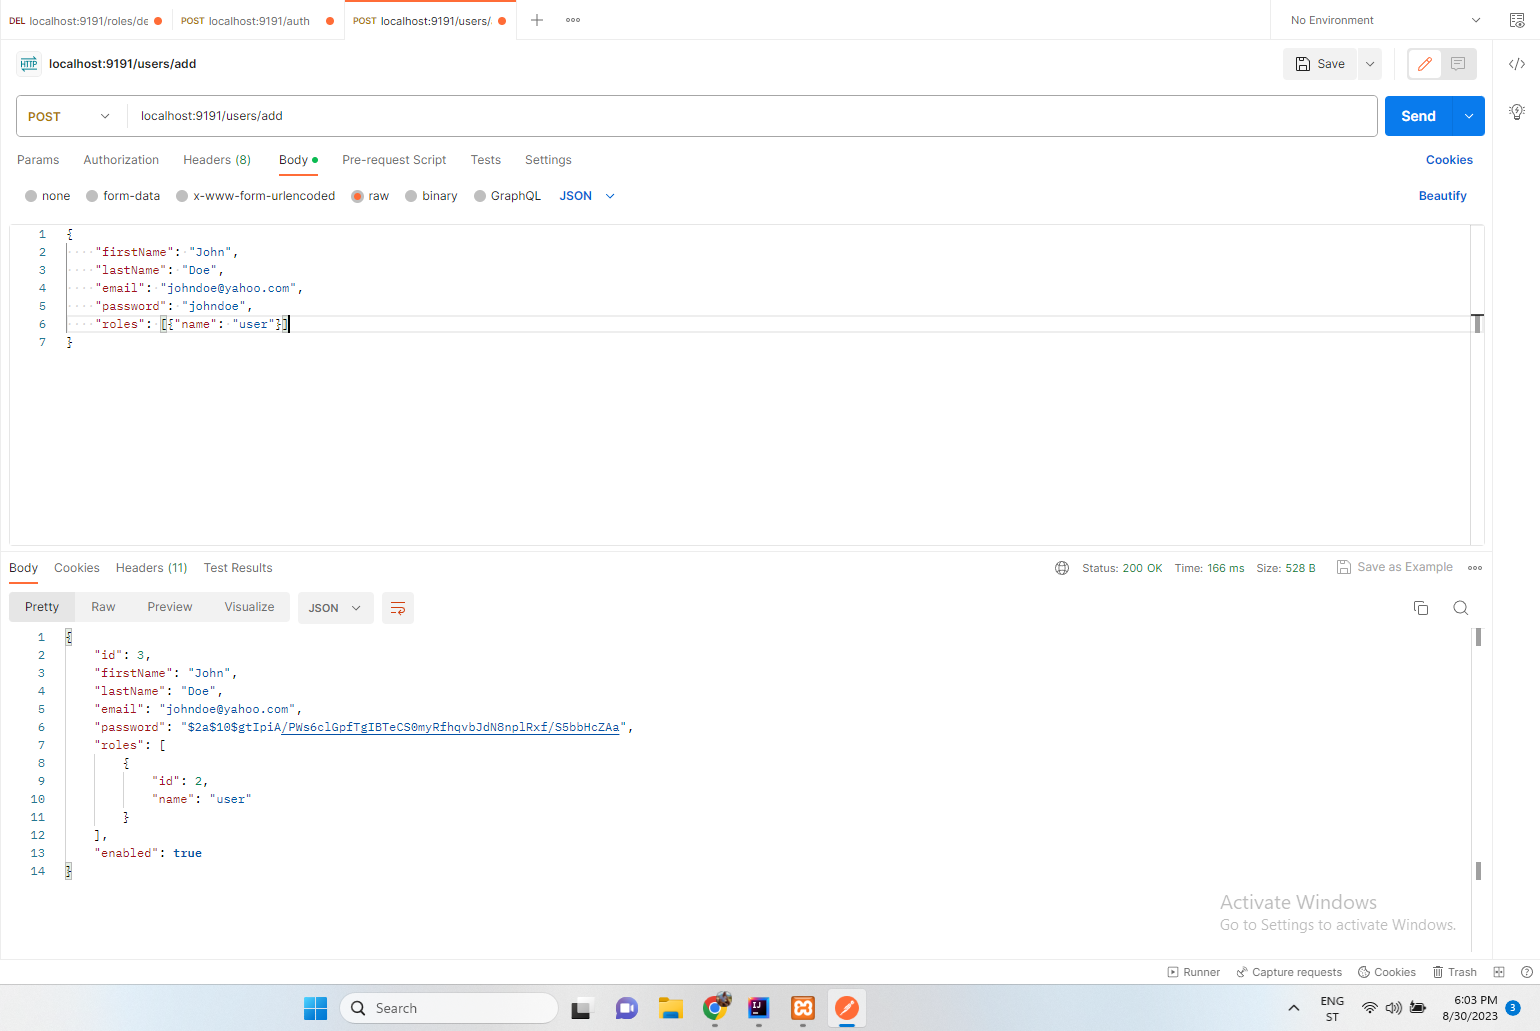 DEL localhost:9191/roles/de
POST localhost:9191/auth
POST localhost:9191/users/
No Environment
HTTP localhost:9191/users/add
Save
POST localhost:9191/users/add
Send
Params Authorization Headers (8) Body Pre-request Script Tests Settings Cookies
none form-data x-www-form-urlencoded raw binary GraphQL JSON Beautify
1 {
2 "firstName": "John",
3 "lastName": "Doe",
4 "email": "johndoe@yahoo.com",
5 "password": "johndoe",
6 "roles": [{"name": "user"}]
7 }
Body Cookies Headers (11) Test Results Status: 200 OK Time: 166 ms Size: 528 B Save as Example
Pretty Raw Preview Visualize JSON
1 {
2 "id": 3,
3 "firstName": "John",
4 "lastName": "Doe",
5 "email": "johndoe@yahoo.com",
6 "password": "$2a$10$gtIpiA/PWs6clGpfTgIBTeCS0myRfhqvbJdN8nplRxf/S5bbHcZAa",
7 "roles": [
8 {
9 "id": 2,
10 "name": "user"
11 }
12 ],
13 "enabled": true
14 }
Activate Windows
Go to Settings to activate Windows.
Runner Capture requests Cookies Trash
Search
ENG
ST
6:03 PM
8/30/2023
3